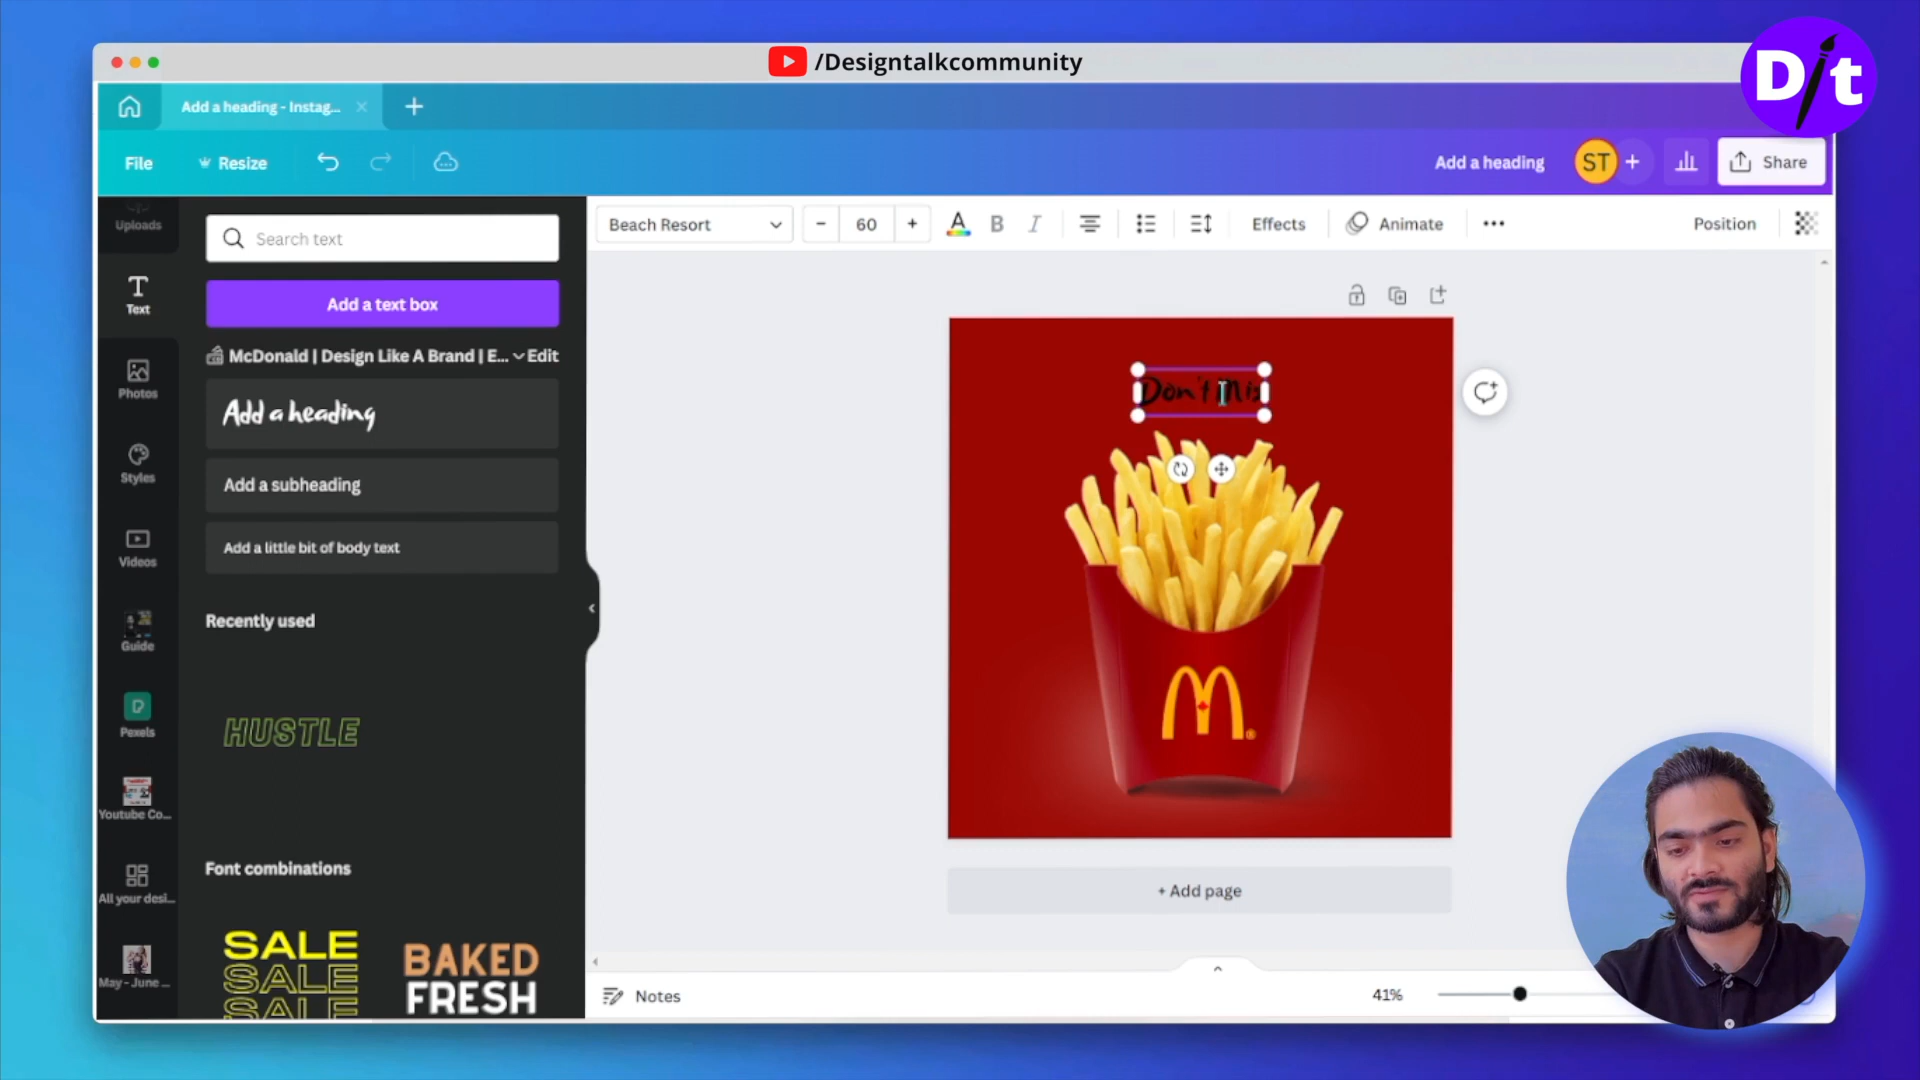 /Designtalkcommunity
D/t
Add a heading - Instag...
File
Resize
Add a heading
ST
Share
Uploads
Search text
Beach Resort
60
A
B
I
Effects
Animate
Position
Text
Add a text box
McDonald | Design Like A Brand | E...
Edit
Photos
Add a heading
Don't Mis
Styles
Add a subheading
Videos
Add a little bit of body text
Guide
Recently used
Pexels
HUSTLE
M
®
Youtube Co...
Font combinations
All your desi...
+ Add page
SALE
SALE
SALE
BAKED
FRESH
May - June ...
Notes
41%